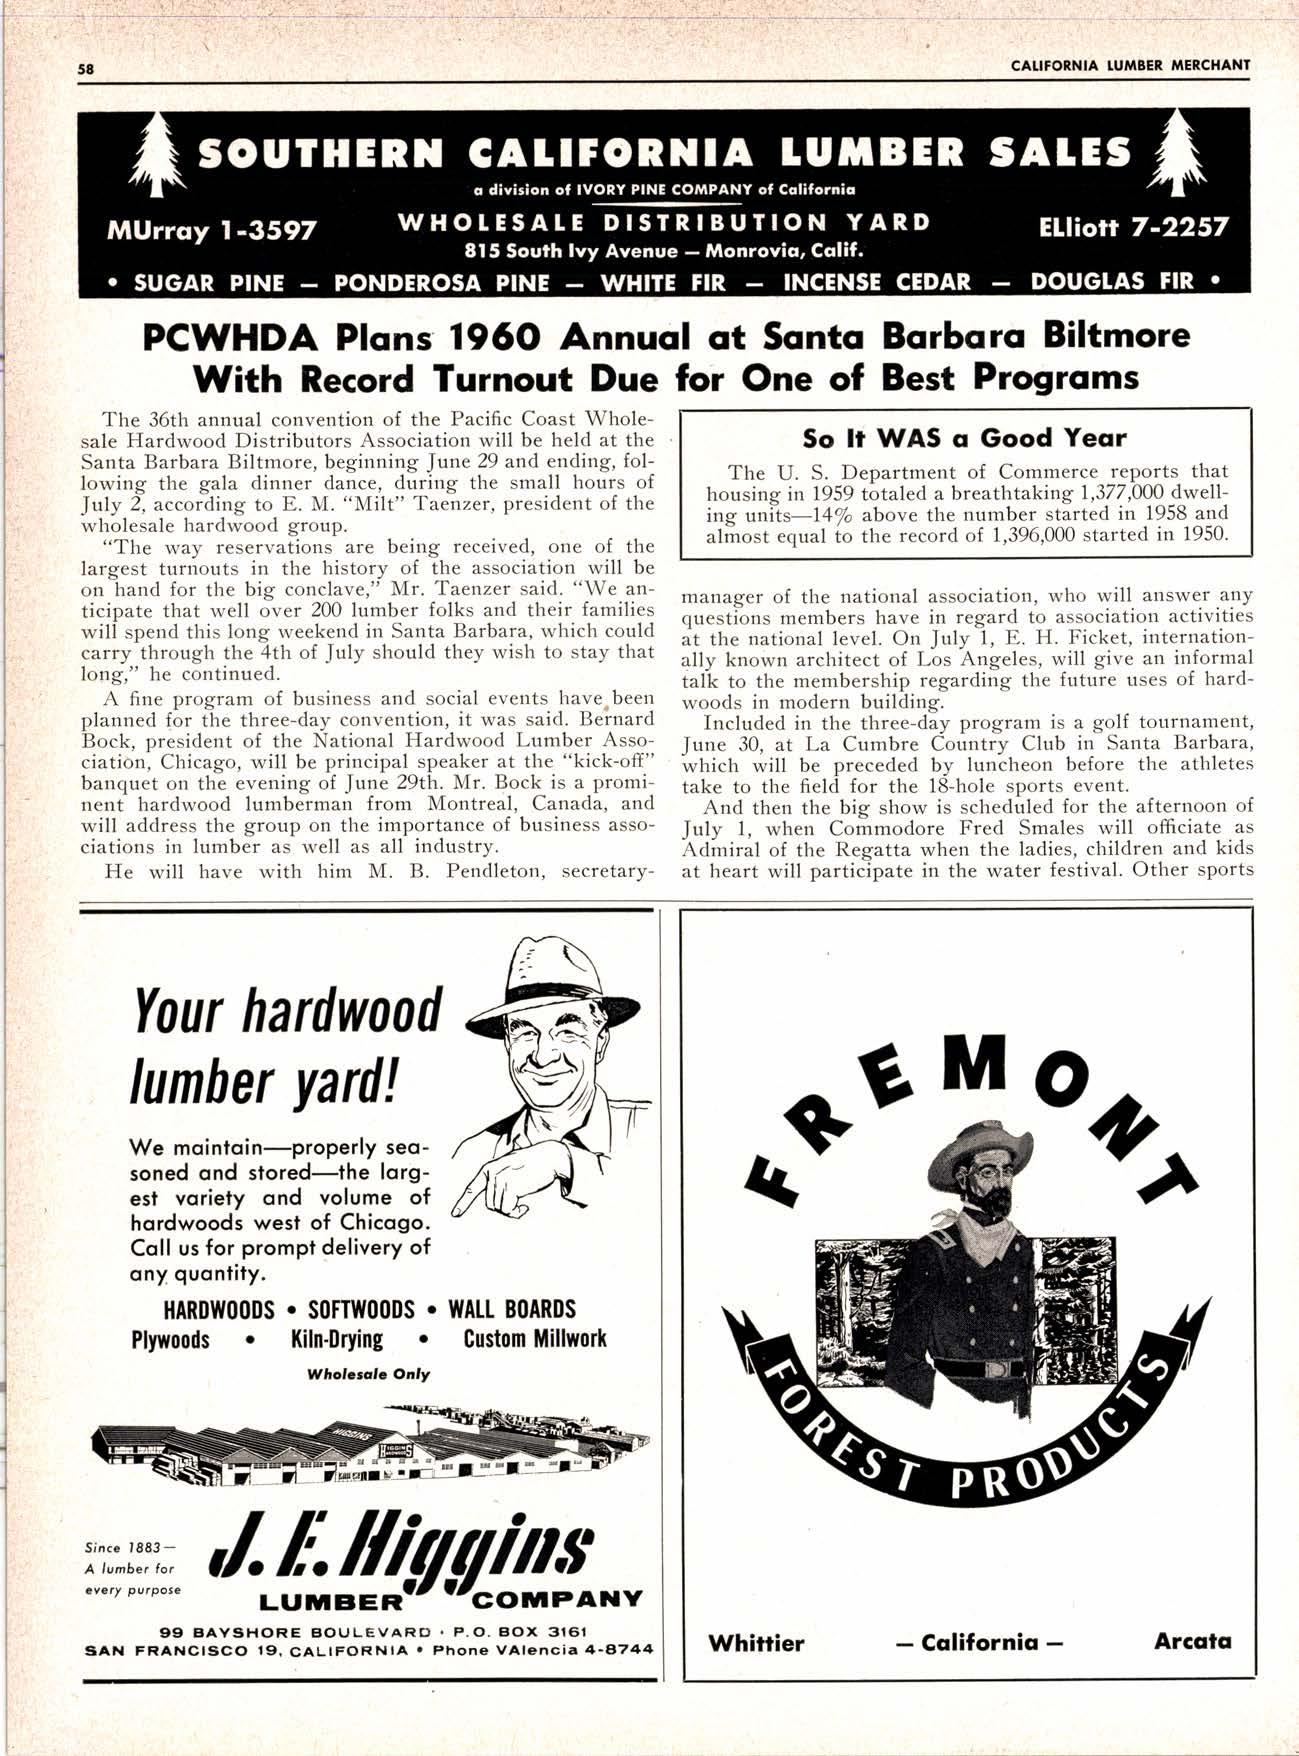 58
CALIFORNIA LUMBER MERCHANT
SOUTHERN CALIFORNIA LUMBER SALES
a division of IVORY PINE COMPANY of California
MUrray 1-3597
WHOLESALE DISTRIBUTION YARD
ELliott 7-2257
815 South Ivy Avenue — Monrovia, Calif.
• SUGAR PINE — PONDEROSA PINE — WHITE FIR — INCENSE CEDAR — DOUGLAS FIR •
PCWHDA Plans 1960 Annual at Santa Barbara Biltmore
With Record Turnout Due for One of Best Programs
The 36th annual convention of the Pacific Coast Whole-
sale Hardwood Distributors Association will be held at the
Santa Barbara Biltmore, beginning June 29 and ending, fol-
lowing the gala dinner dance, during the small hours of
July 2, according to E. M. “Milt” Taenzer, president of the
wholesale hardwood group.
“The way reservations are being received, one of the
largest turnouts in the history of the association will be
on hand for the big conclave,” Mr. Taenzer said. “We an-
ticipate that well over 200 lumber folks and their families
will spend this long weekend in Santa Barbara, which could
carry through the 4th of July should they wish to stay that
long,” he continued.
A fine program of business and social events have been
planned for the three-day convention, it was said. Bernard
Bock, president of the National Hardwood Lumber Asso-
ciation, Chicago, will be principal speaker at the “kick-off”
banquet on the evening of June 29th. Mr. Bock is a promi-
nent hardwood lumberman from Montreal, Canada, and
will address the group on the importance of business asso-
ciations in lumber as well as all industry.
He will have with him M. B. Pendleton, secretary-
So It WAS a Good Year
The U. S. Department of Commerce reports that
housing in 1959 totaled a breathtaking 1,377,000 dwell-
ing units—14% above the number started in 1958 and
almost equal to the record of 1,396,000 started in 1950.
manager of the national association, who will answer any
questions members have in regard to association activities
at the national level. On July 1, E. H. Ficket, internation-
ally known architect of Los Angeles, will give an informal
talk to the membership regarding the future uses of hard-
woods in modern building.
Included in the three-day program is a golf tournament,
June 30, at La Cumbre Country Club in Santa Barbara,
which will be preceded by luncheon before the athletes
take to the field for the 18-hole sports event.
And then the big show is scheduled for the afternoon of
July 1, when Commodore Fred Smales will officiate as
Admiral of the Regatta when the ladies, children and kids
at heart will participate in the water festival. Other sports
Your hardwood
lumber yard!
We maintain—properly sea-
soned and stored—the larg-
est variety and volume of
hardwoods west of Chicago.
Call us for prompt delivery of
any quantity.
HARDWOODS • SOFTWOODS • WALL BOARDS
Plywoods • Kiln-Drying • Custom Millwork
Wholesale Only
HIGGINS
HIGGINS
HARDWOODS
Since 1883—
A lumber for
every purpose
J. E. Higgins
LUMBER COMPANY
99 BAYSHORE BOULEVARD • P.O. BOX 3161
SAN FRANCISCO 19, CALIFORNIA • Phone VAlencia 4-8744
FREMONT
FOREST PRODUCTS
Whittier — California — Arcata